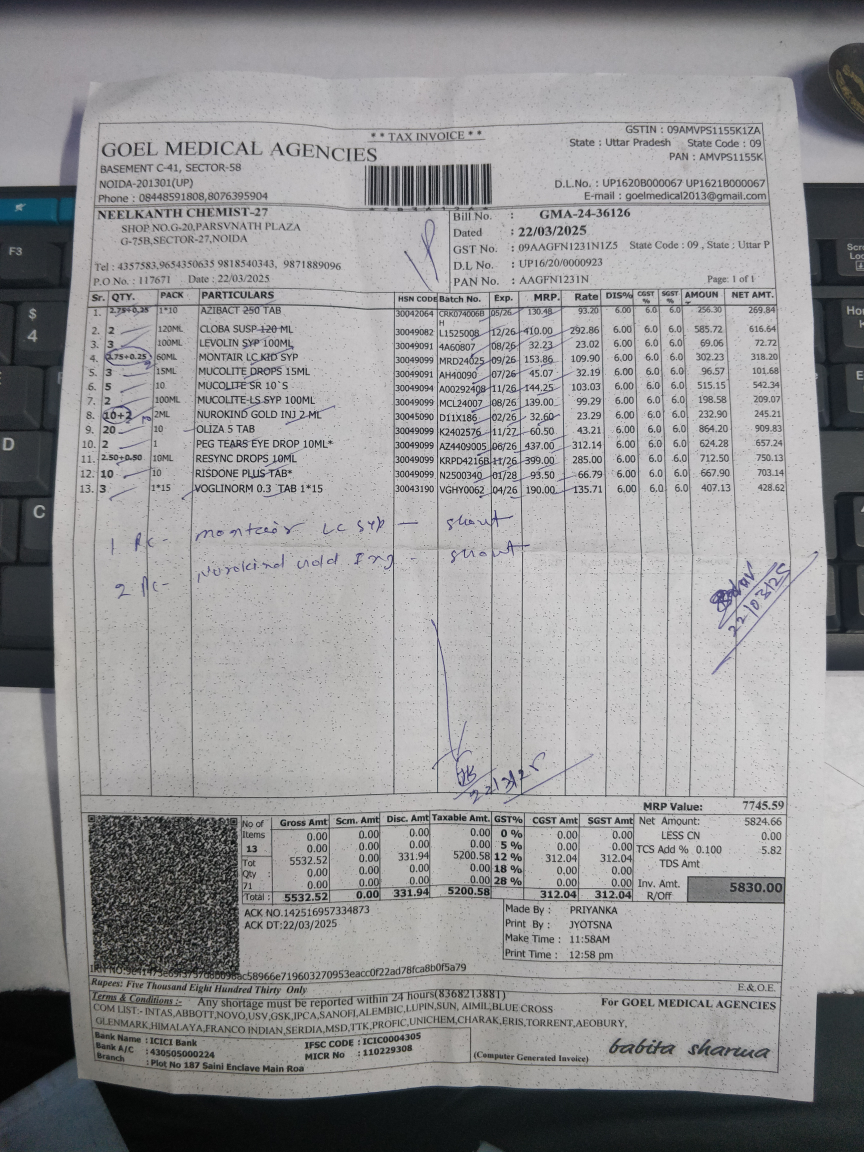 ** TAX INVOICE **
GSTIN : 09AMVPS1155K1ZA
State : Uttar Pradesh State Code : 09
PAN : AMVPS1155K
GOEL MEDICAL AGENCIES
BASEMENT C-41, SECTOR-58
NOIDA-201301(UP)
Phone : 08448591808,8076395904
D.L.No. : UP1620B000067 UP1621B000067
E-mail : goelmedical2013@gmail.com
NEELKANTH CHEMIST-27
SHOP NO.G-20,PARSVNATH PLAZA
G-75B,SECTOR-27,NOIDA
Tel : 4357583,9654350635 9818540343, 9871889096
P.O No. : 117671 Date : 22/03/2025
Bill No. : GMA-24-36126
Dated : 22/03/2025
GST No. : 09AAGFN1231N1Z5 State Code : 09 , State : Uttar P
D.L No. : UP16/20/0000923
PAN No. : AAGFN1231N
Page: 1 of 1
Sr. QTY. PACK PARTICULARS HSN CODE Batch No. Exp. MRP. Rate DIS% CGST % SGST % AMOUN NET AMT.
1. 2.75+0.25 1*10 AZIBACT 250 TAB 30042064 CRK074006B H 05/26 130.48 93.20 6.00 6.0 6.0 256.30 269.84
2. 2 120ML CLOBA SUSP 120 ML 30049082 L1525008 12/26 410.00 292.86 6.00 6.0 6.0 585.72 616.64
3. 3 100ML LEVOLIN SYP 100ML 30049091 4A60807 08/26 32.23 23.02 6.00 6.0 6.0 69.06 72.72
4. 2.75+0.25 60ML MONTAIR LC KID SYP 30049099 MRD24025 09/26 153.86 109.90 6.00 6.0 6.0 302.23 318.20
5. 3 15ML MUCOLITE DROPS 15ML 30049091 AH40090 07/26 45.07 32.19 6.00 6.0 6.0 96.57 101.68
6. 5 10 MUCOLITE SR 10`S 30049094 A00292408 11/26 144.25 103.03 6.00 6.0 6.0 515.15 542.34
7. 2 100ML MUCOLITE-LS SYP 100ML 30049099 MCL24007 08/26 139.00 99.29 6.00 6.0 6.0 198.58 209.07
8. 10+2 2ML NUROKIND GOLD INJ 2 ML 30045090 D11X186 02/26 32.60 23.29 6.00 6.0 6.0 232.90 245.21
9. 20 10 OLIZA 5 TAB 30049099 K2402576 11/27 60.50 43.21 6.00 6.0 6.0 864.20 909.83
10. 2 1 PEG TEARS EYE DROP 10ML* 30049099 AZ4409005 06/26 437.00 312.14 6.00 6.0 6.0 624.28 657.24
11. 2.50+0.50 10ML RESYNC DROPS 10ML 30049099 KRPD4216B 11/26 399.00 285.00 6.00 6.0 6.0 712.50 750.13
12. 10 10 RISDONE PLUS TAB* 30049099 N2500340 01/28 93.50 66.79 6.00 6.0 6.0 667.90 703.14
13. 3 1*15 VOGLINORM 0.3 TAB 1*15 30043190 VGHY0062 04/26 190.00 135.71 6.00 6.0 6.0 407.13 428.62
1 Pc - montair LC syp - short
2 Pc - Nurokind Gold Inj - short
22/03/25
22/3/25
MRP Value: 7745.59
No of Items 13 Tot Qty : 71
Gross Amt Scm. Amt Disc. Amt Taxable Amt. GST% CGST Amt SGST Amt
0.00 0.00 0.00 0.00 0 % 0.00 0.00
0.00 0.00 0.00 0.00 5 % 0.00 0.00
5532.52 0.00 331.94 5200.58 12 % 312.04 312.04
0.00 0.00 0.00 0.00 18 % 0.00 0.00
0.00 0.00 0.00 0.00 28 % 0.00 0.00
Total : 5532.52 0.00 331.94 5200.58 312.04 312.04
Net Amount: 5824.66
LESS CN 0.00
TCS Add % 0.100 5.82
TDS Amt
Inv. Amt. 5830.00
R/Off
ACK NO.142516957334873
ACK DT:22/03/2025
Made By : PRIYANKA
Print By : JYOTSNA
Make Time : 11:58AM
Print Time : 12:58 pm
Rupees: Five Thousand Eight Hundred Thirty Only
E.& O.E.
Terms & Conditions :- Any shortage must be reported within 24 hours(8368213881)
COM LIST:- INTAS,ABBOTT,NOVO,USV,GSK,IPCA,SANOFI,ALEMBIC,LUPIN,SUN, AIMIL,BLUE CROSS
GLENMARK,HIMALAYA,FRANCO INDIAN,SERDIA,MSD,TTK,PROFIC,UNICHEM,CHARAK,ERIS,TORRENT,AEOBURY,
For GOEL MEDICAL AGENCIES
Bank Name : ICICI Bank IFSC CODE : ICIC0004305
Bank A/C : 430505000224 MICR No : 110229308
Branch : Plot No 187 Saini Enclave Main Roa
(Computer Generated Invoice)
babita sharma
F3
$
4
D
C